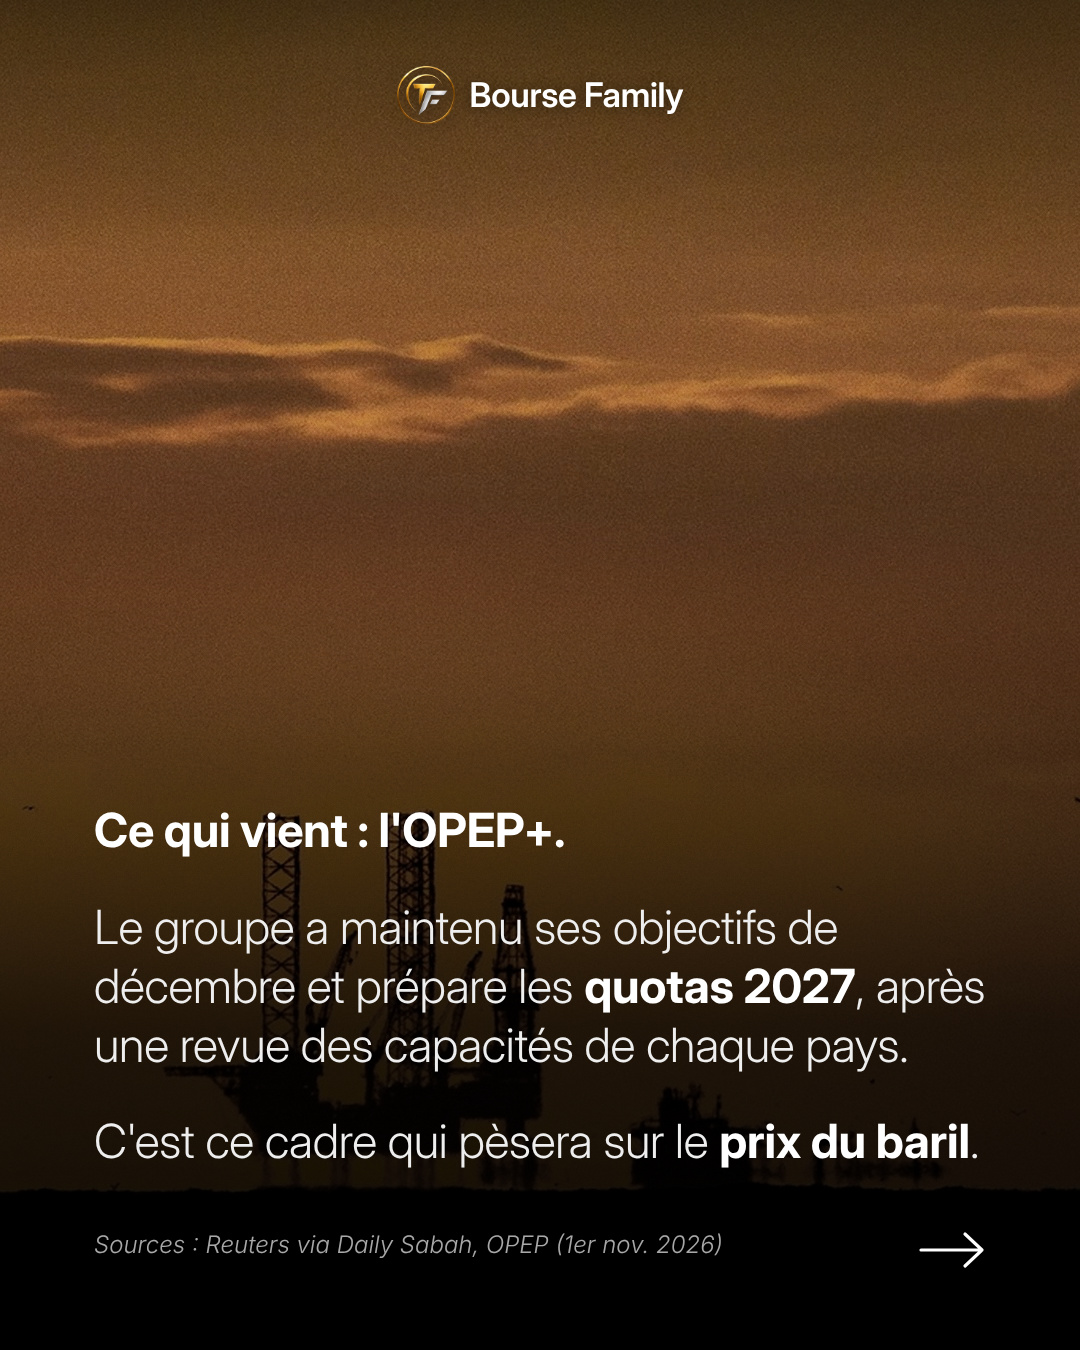 TF Bourse Family
Ce qui vient : l'OPEP+.
Le groupe a maintenu ses objectifs de
décembre et prépare les quotas 2027, après
une revue des capacités de chaque pays.
C'est ce cadre qui pèsera sur le prix du baril.
Sources : Reuters via Daily Sabah, OPEP (1er nov. 2026)